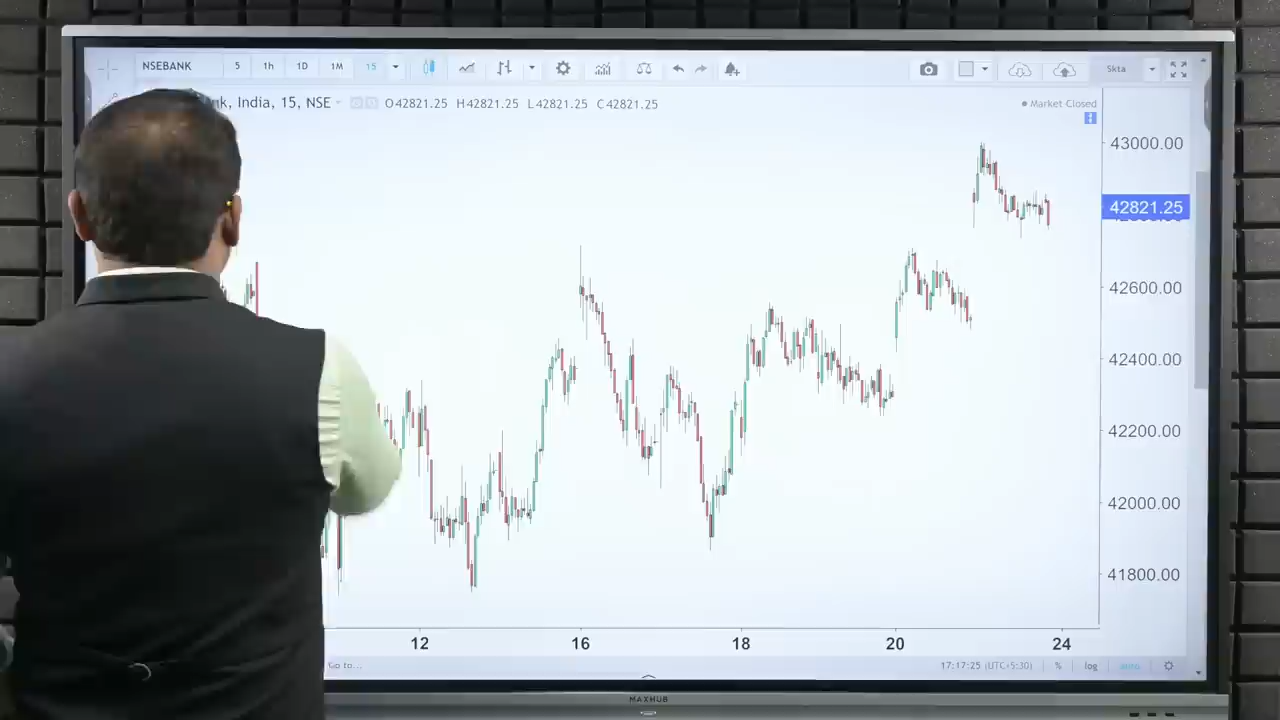 NSEBANK 5 1h 1D 1M 15 5kta
nk, India, 15, NSE O42821.25 H42821.25 L42821.25 C42821.25 Market Closed
43000.00
42821.25
42600.00
42400.00
42200.00
42000.00
41800.00
12 16 18 20 24
Go to... 17:17:25 (UTC+5:30) % log auto
MAXHUB